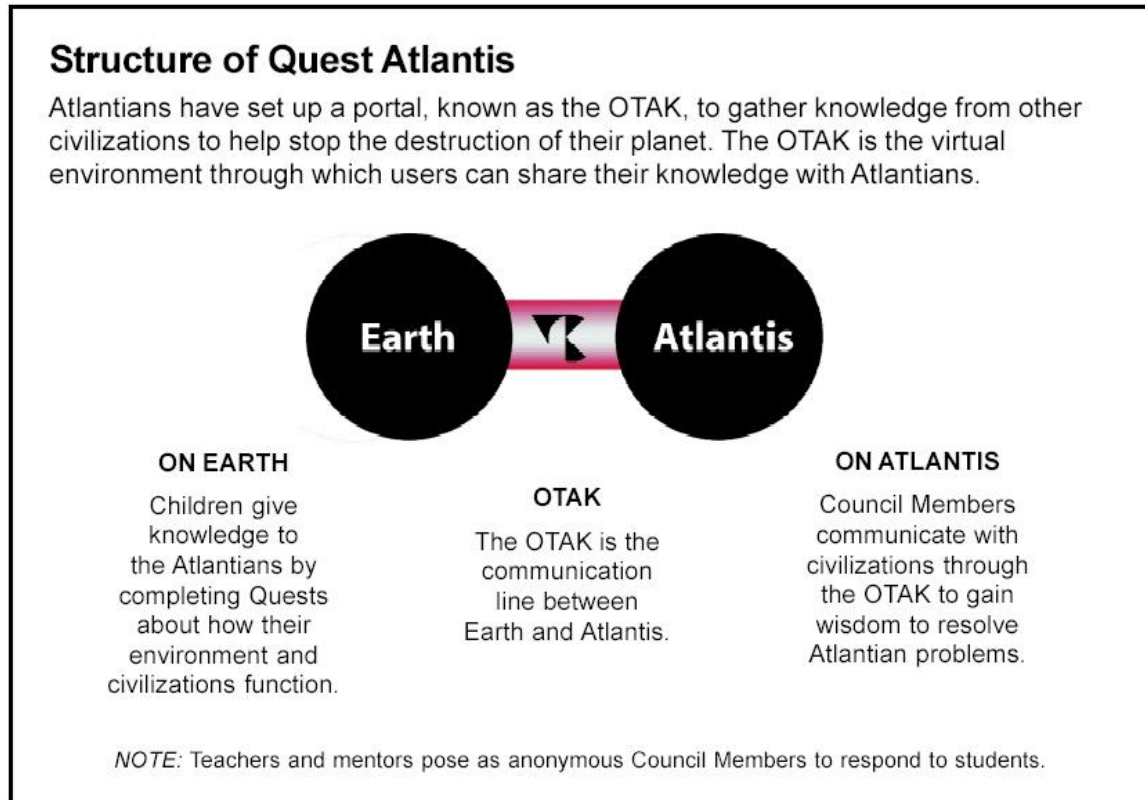 Structure of Quest Atlantis
Atlantians have set up a portal, known as the OTAK, to gather knowledge from other
civilizations to help stop the destruction of their planet. The OTAK is the virtual
environment through which users can share their knowledge with Atlantians.
Earth
Atlantis
ON EARTH
Children give
knowledge to
the Atlantians by
completing Quests
about how their
environment and
civilizations function.
OTAK
The OTAK is the
communication
line between
Earth and Atlantis.
ON ATLANTIS
Council Members
communicate with
civilizations through
the OTAK to gain
wisdom to resolve
Atlantian problems.
NOTE: Teachers and mentors pose as anonymous Council Members to respond to students.